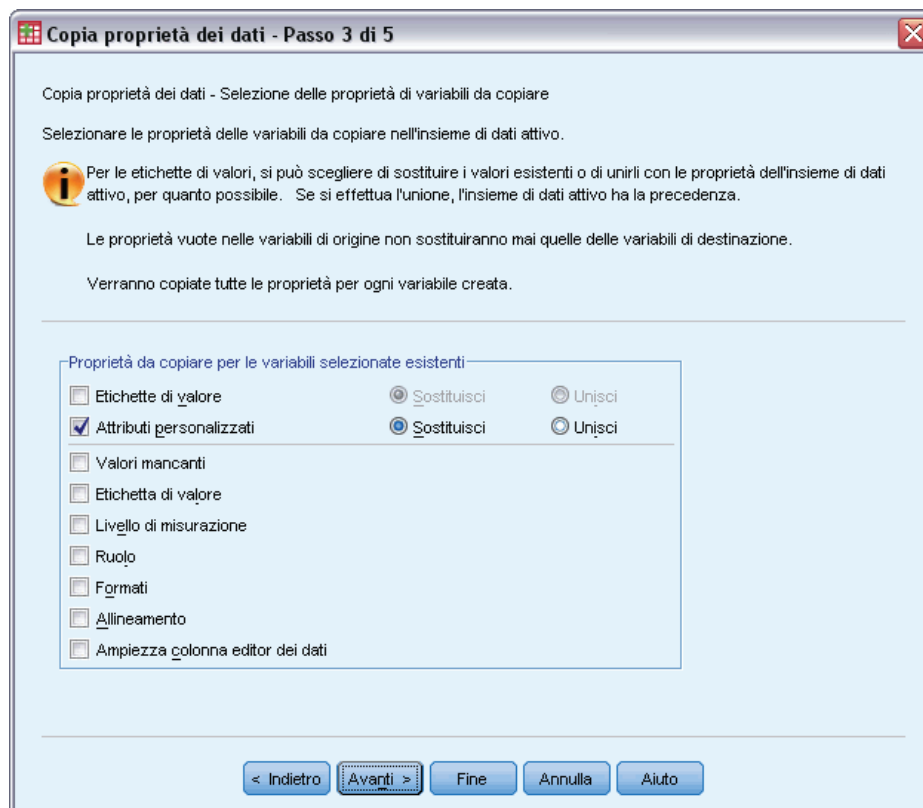 Copia proprietà dei dati - Passo 3 di 5
Copia proprietà dei dati - Selezione delle proprietà di variabili da copiare
Selezionare le proprietà delle variabili da copiare nell'insieme di dati attivo.
Per le etichette di valori, si può scegliere di sostituire i valori esistenti o di unirli con le proprietà dell'insieme di dati
attivo, per quanto possibile. Se si effettua l'unione, l'insieme di dati attivo ha la precedenza.
Le proprietà vuote nelle variabili di origine non sostituiranno mai quelle delle variabili di destinazione.
Verranno copiate tutte le proprietà per ogni variabile creata.
Proprietà da copiare per le variabili selezionate esistenti
Etichette di valore Sostituisci Unisci
Attributi personalizzati Sostituisci Unisci
Valori mancanti
Etichetta di valore
Livello di misurazione
Ruolo
Formati
Allineamento
Ampiezza colonna editor dei dati
< Indietro Avanti > Fine Annulla Aiuto